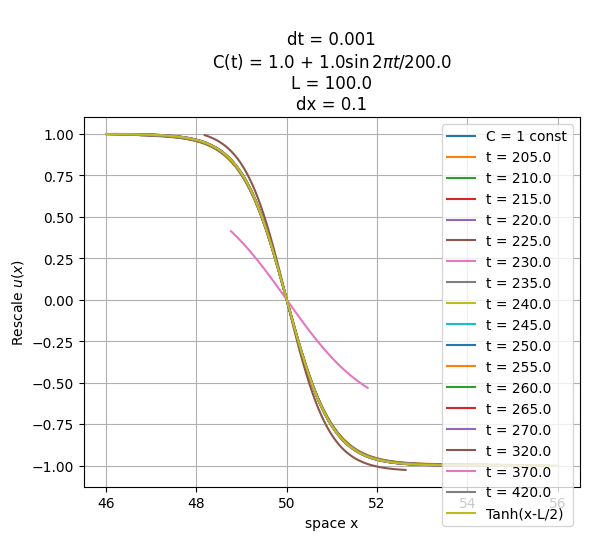 dt = 0.001
C(t) = 1.0 + 1.0sin 2πt/200.0
L = 100.0
dx = 0.1
1.00
0.75
0.50
0.25
0.00
−0.25
−0.50
−0.75
−1.00
Rescale u(x)
C = 1 const
t = 205.0
t = 210.0
t = 215.0
t = 220.0
t = 225.0
t = 230.0
t = 235.0
t = 240.0
t = 245.0
t = 250.0
t = 255.0
t = 260.0
t = 265.0
t = 270.0
t = 320.0
t = 370.0
t = 420.0
Tanh(x-L/2)
46 48 50 52 54 56
space x